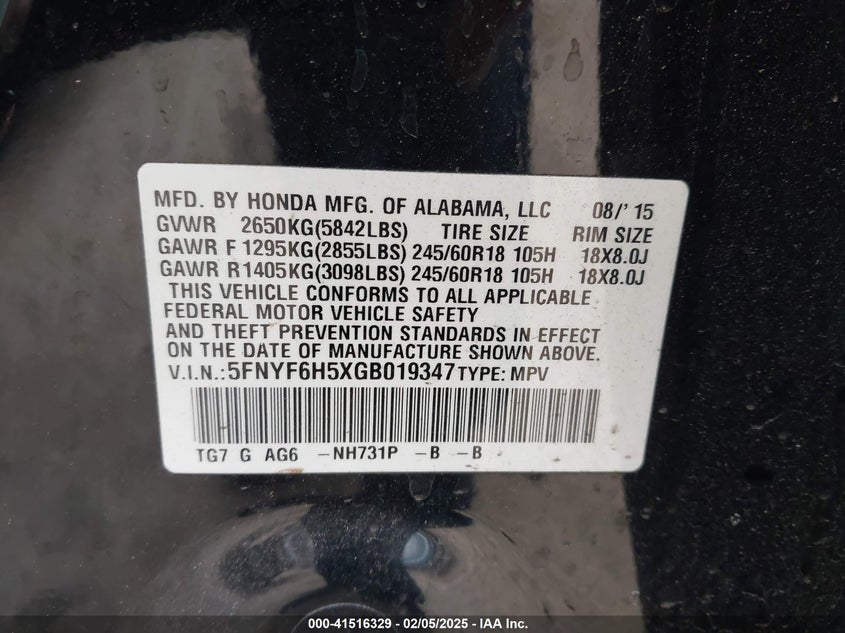 MFD. BY HONDA MFG. OF ALABAMA, LLC 08/' 15
GVWR 2650KG(5842LBS) TIRE SIZE RIM SIZE
GAWR F 1295KG(2855LBS) 245/60R18 105H 18X8.0J
GAWR R1405KG(3098LBS) 245/60R18 105H 18X8.0J
THIS VEHICLE CONFORMS TO ALL APPLICABLE
FEDERAL MOTOR VEHICLE SAFETY
AND THEFT PREVENTION STANDARDS IN EFFECT
ON THE DATE OF MANUFACTURE SHOWN ABOVE.
V.I.N.: 5FNYF6H5XGB019347 TYPE: MPV
TG7 G AG6 -NH731P -B -B
000-41516329 - 02/05/2025 - IAA Inc.